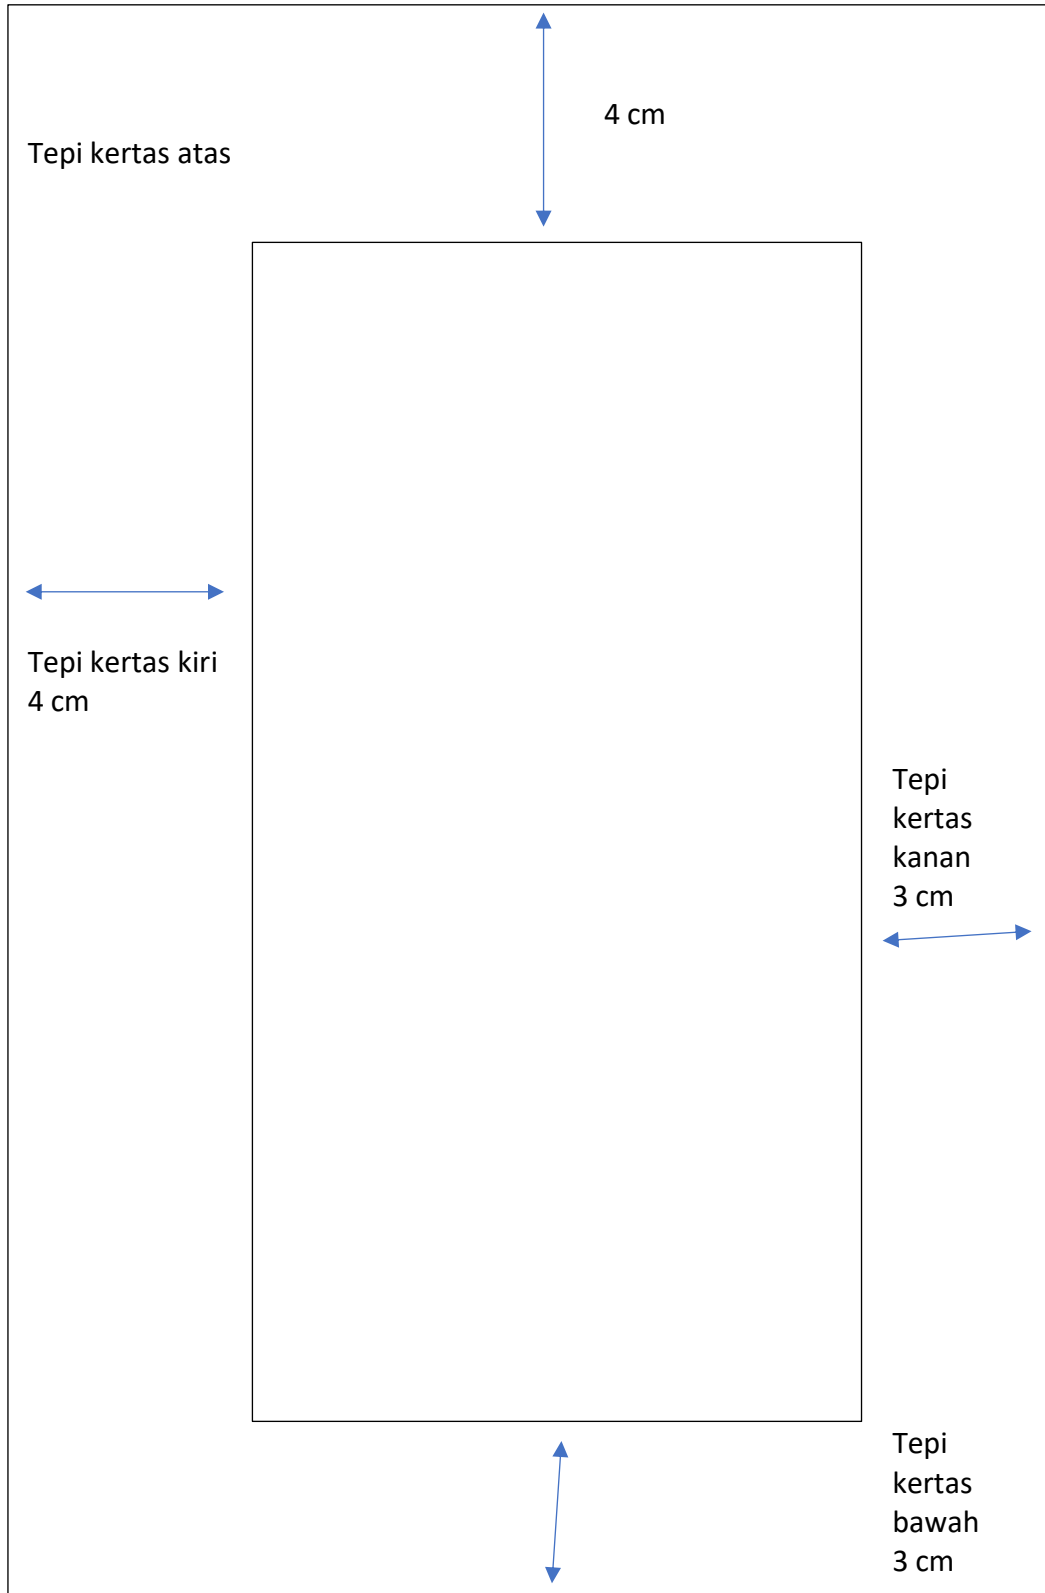 4 cm
Tepi kertas atas
Tepi kertas kiri
4 cm
Tepi
kertas
kanan
3 cm
Tepi
kertas
bawah
3 cm